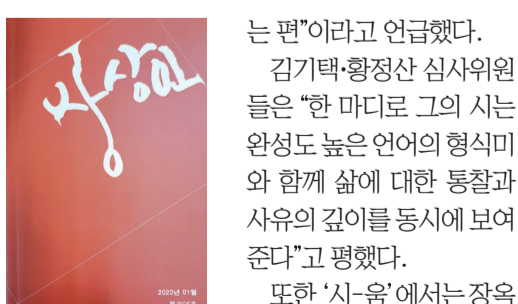 사상인
2023년 01월
는 편”이라고 언급했다.
김기택•황정산 심사위원
들은 “한 마디로 그의 시는
완성도 높은 언어의 형식미
와 함께 삶에 대한 통찰과
사유의 깊이를 동시에 보여
준다”고 평했다.
또한 ‘시-움’에서는 장옥